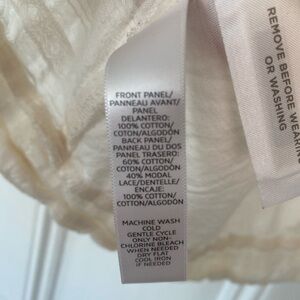 FRONT PANEL/
PANNEAU AVANT/
PANEL
DELANTERO:
100% COTTON/
COTON/ALGODÓN
BACK PANEL/
PANNEAU DU DOS
PANEL TRASERO:
60% COTTON/
COTON/ALGODÓN
40% MODAL
LACE/DENTELLE/
ENCAJE:
100% COTTON/
COTON/ALGODÓN
MACHINE WASH
COLD
GENTLE CYCLE
ONLY NON-
CHLORINE BLEACH
WHEN NEEDED
DRY FLAT
COOL IRON
IF NEEDED
REMOVE BEFORE WEARING
OR WASHING